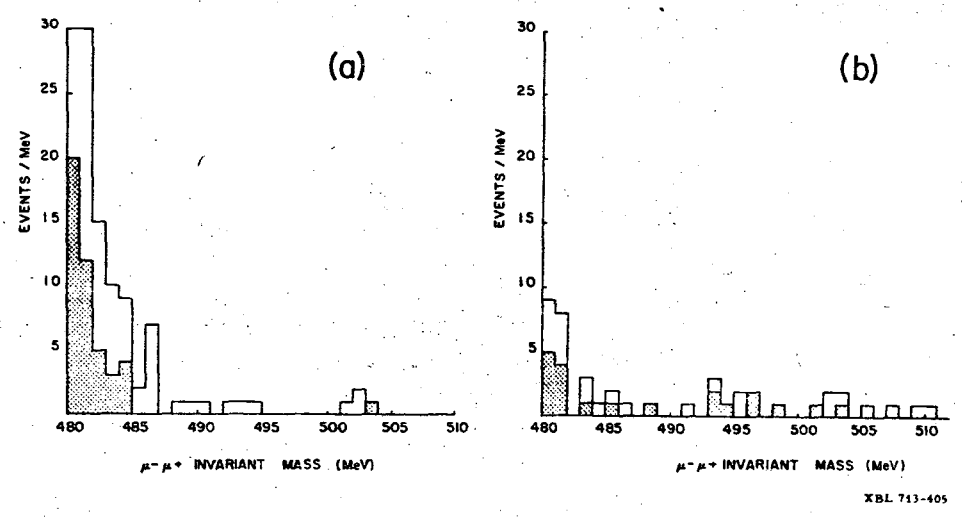 30
25
20
15
10
5
EVENTS / MeV
(a)
480 485 490 495 500 505 510
μ- μ+ INVARIANT MASS (MeV)
30
25
20
15
10
5
EVENTS / MeV
(b)
480 485 490 495 500 505 510
μ- μ+ INVARIANT MASS (MeV)
XBL 713-405